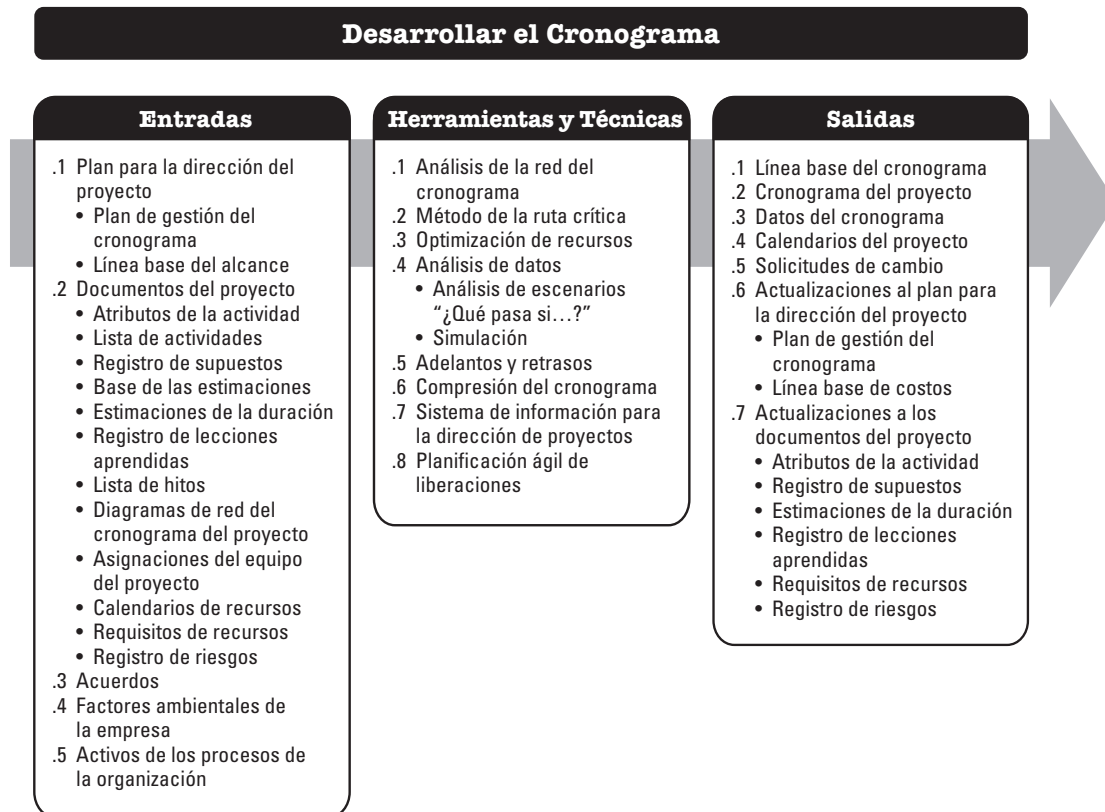 Desarrollar el Cronograma
Entradas
.1 Plan para la dirección del
proyecto
• Plan de gestión del
cronograma
• Línea base del alcance
.2 Documentos del proyecto
• Atributos de la actividad
• Lista de actividades
• Registro de supuestos
• Base de las estimaciones
• Estimaciones de la duración
• Registro de lecciones
aprendidas
• Lista de hitos
• Diagramas de red del
cronograma del proyecto
• Asignaciones del equipo
del proyecto
• Calendarios de recursos
• Requisitos de recursos
• Registro de riesgos
.3 Acuerdos
.4 Factores ambientales de
la empresa
.5 Activos de los procesos de
la organización
Herramientas y Técnicas
.1 Análisis de la red del
cronograma
.2 Método de la ruta crítica
.3 Optimización de recursos
.4 Análisis de datos
• Análisis de escenarios
“¿Qué pasa si…?”
• Simulación
.5 Adelantos y retrasos
.6 Compresión del cronograma
.7 Sistema de información para
la dirección de proyectos
.8 Planificación ágil de
liberaciones
Salidas
.1 Línea base del cronograma
.2 Cronograma del proyecto
.3 Datos del cronograma
.4 Calendarios del proyecto
.5 Solicitudes de cambio
.6 Actualizaciones al plan para
la dirección del proyecto
• Plan de gestión del
cronograma
• Línea base de costos
.7 Actualizaciones a los
documentos del proyecto
• Atributos de la actividad
• Registro de supuestos
• Estimaciones de la duración
• Registro de lecciones
aprendidas
• Requisitos de recursos
• Registro de riesgos